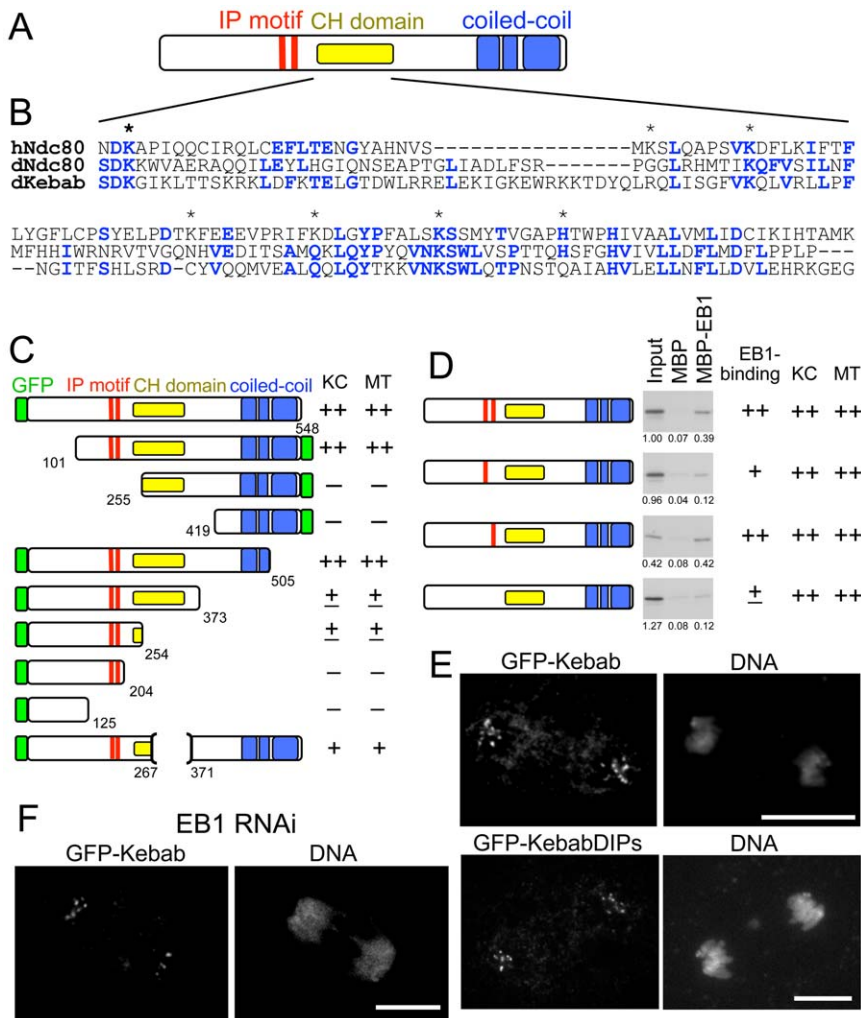 A
IP motif CH domain coiled-coil
B
* * *
hNdc80 NDKAPIQQCIRQLCEFLTENGYAHNVS----------------MKSLQAPSVKDFLKIFTF
dNdc80 SDKKWVAERAQQILEYLHGIQNSEAPTGLIADLFSR-------PGGLRHMTIKQFVSILNF
dKebab SDKGIKLTTSKRKLDFKTELGTDWLRRELEKIGKEWRKKTDYQLRQLISGFVKQLVRLLPF
* * * *
LYGFLCPSYELPDTKFEEEVPRIFKDLGYPFALSKSSMYTVGAPHTWPHIVAALVMLIDCIKIHTAMK
MFHHIWRNRVTVGQNHVEDITSAMQKLQYPYQVNKSWLVSPTTQHSFGHVIVLLDFLMDFLPPLP---
--NGITFSHLSRD-CYVQQMVEALQQLQYTKKVNKSWLQTPNSTQAIAHVLELLNFLLDVLEHRKGEG
C
GFP IP motif CH domain coiled-coil KC MT
548 ++ ++
101 ++ ++
255 — —
419 — —
505 ++ ++
373 ± ±
254 ± ±
204 — —
125 — —
267 371 + +
D
Input MBP MBP-EB1 EB1-binding KC MT
1.00 0.07 0.39 ++ ++ ++
0.96 0.04 0.12 + ++ ++
0.42 0.08 0.42 ++ ++ ++
1.27 0.08 0.12 ± ++ ++
E
GFP-Kebab DNA
GFP-KebabDIPs DNA
F
EB1 RNAi
GFP-Kebab DNA